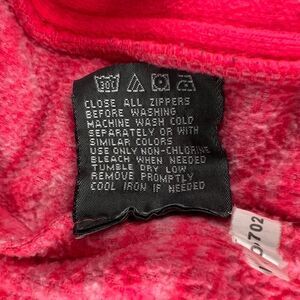 CLOSE ALL ZIPPERS
BEFORE WASHING
MACHINE WASH COLD
SEPARATELY OR WITH
SIMILAR COLORS
USE ONLY NON-CHLORINE
BLEACH WHEN NEEDED
TUMBLE DRY LOW
REMOVE PROMPTLY
COOL IRON IF NEEDED